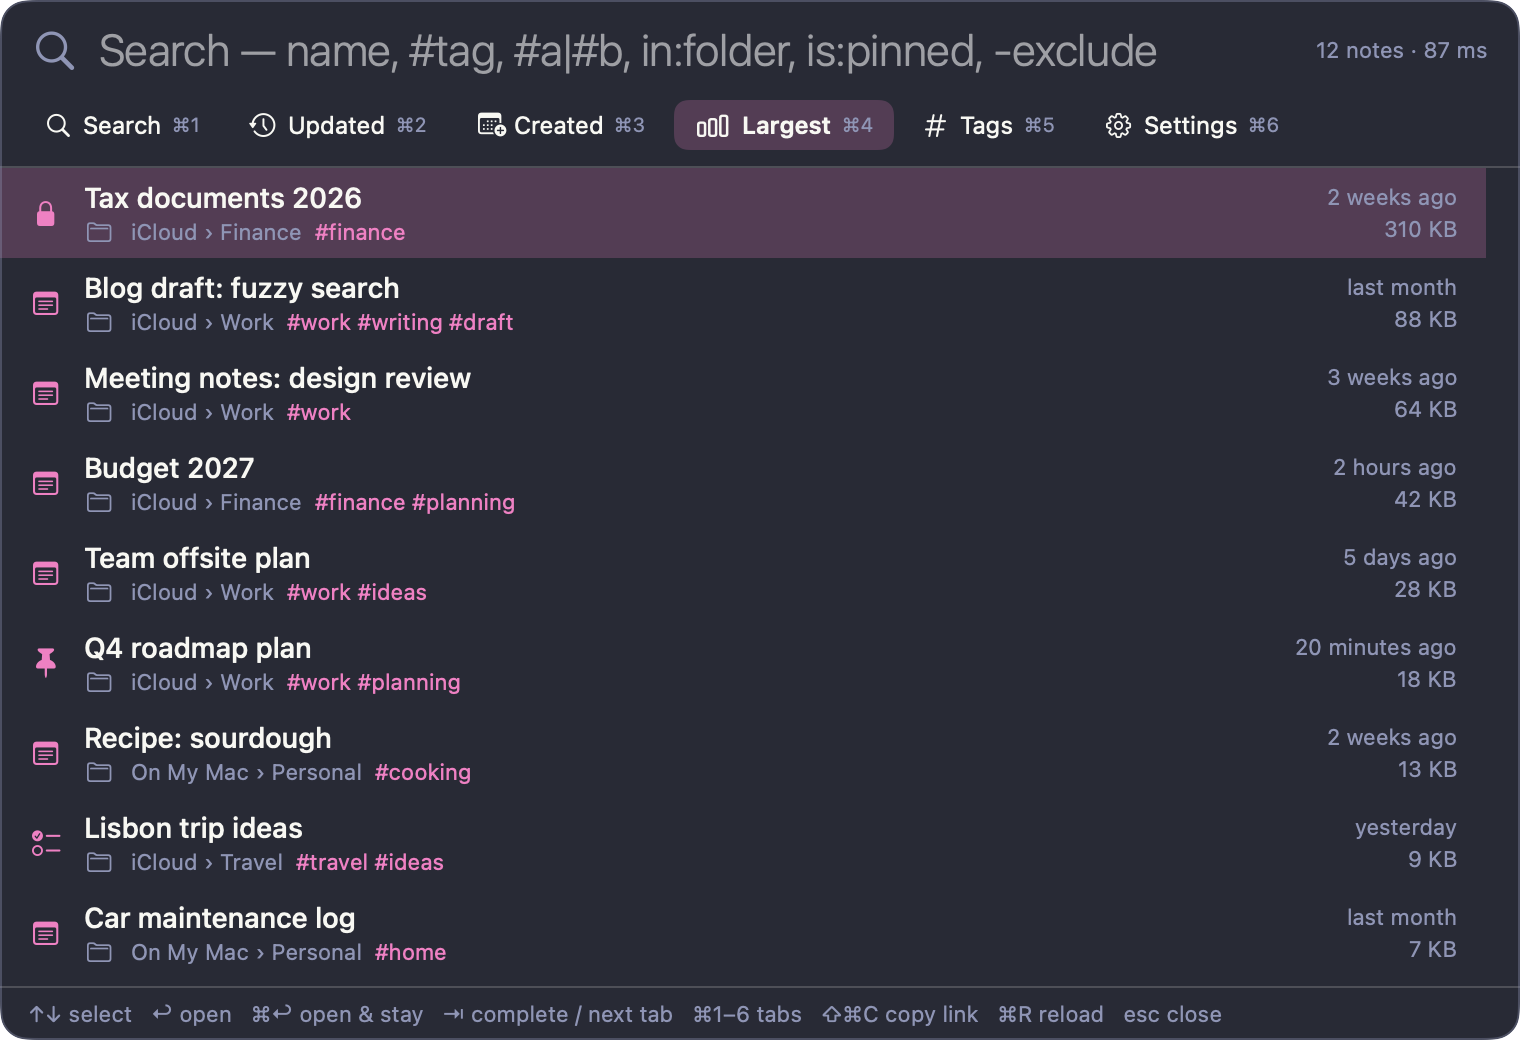 Search — name, #tag, #a|#b, in:folder, is:pinned, -exclude 12 notes · 87 ms
Search ⌘1 Updated ⌘2 Created ⌘3 Largest ⌘4 # Tags ⌘5 Settings ⌘6
Tax documents 2026 2 weeks ago
iCloud › Finance #finance 310 KB
Blog draft: fuzzy search last month
iCloud › Work #work #writing #draft 88 KB
Meeting notes: design review 3 weeks ago
iCloud › Work #work 64 KB
Budget 2027 2 hours ago
iCloud › Finance #finance #planning 42 KB
Team offsite plan 5 days ago
iCloud › Work #work #ideas 28 KB
Q4 roadmap plan 20 minutes ago
iCloud › Work #work #planning 18 KB
Recipe: sourdough 2 weeks ago
On My Mac › Personal #cooking 13 KB
Lisbon trip ideas yesterday
iCloud › Travel #travel #ideas 9 KB
Car maintenance log last month
On My Mac › Personal #home 7 KB
↑↓ select ↩ open ⌘↩ open & stay ⇥ complete / next tab ⌘1–6 tabs ⇧⌘C copy link ⌘R reload esc close